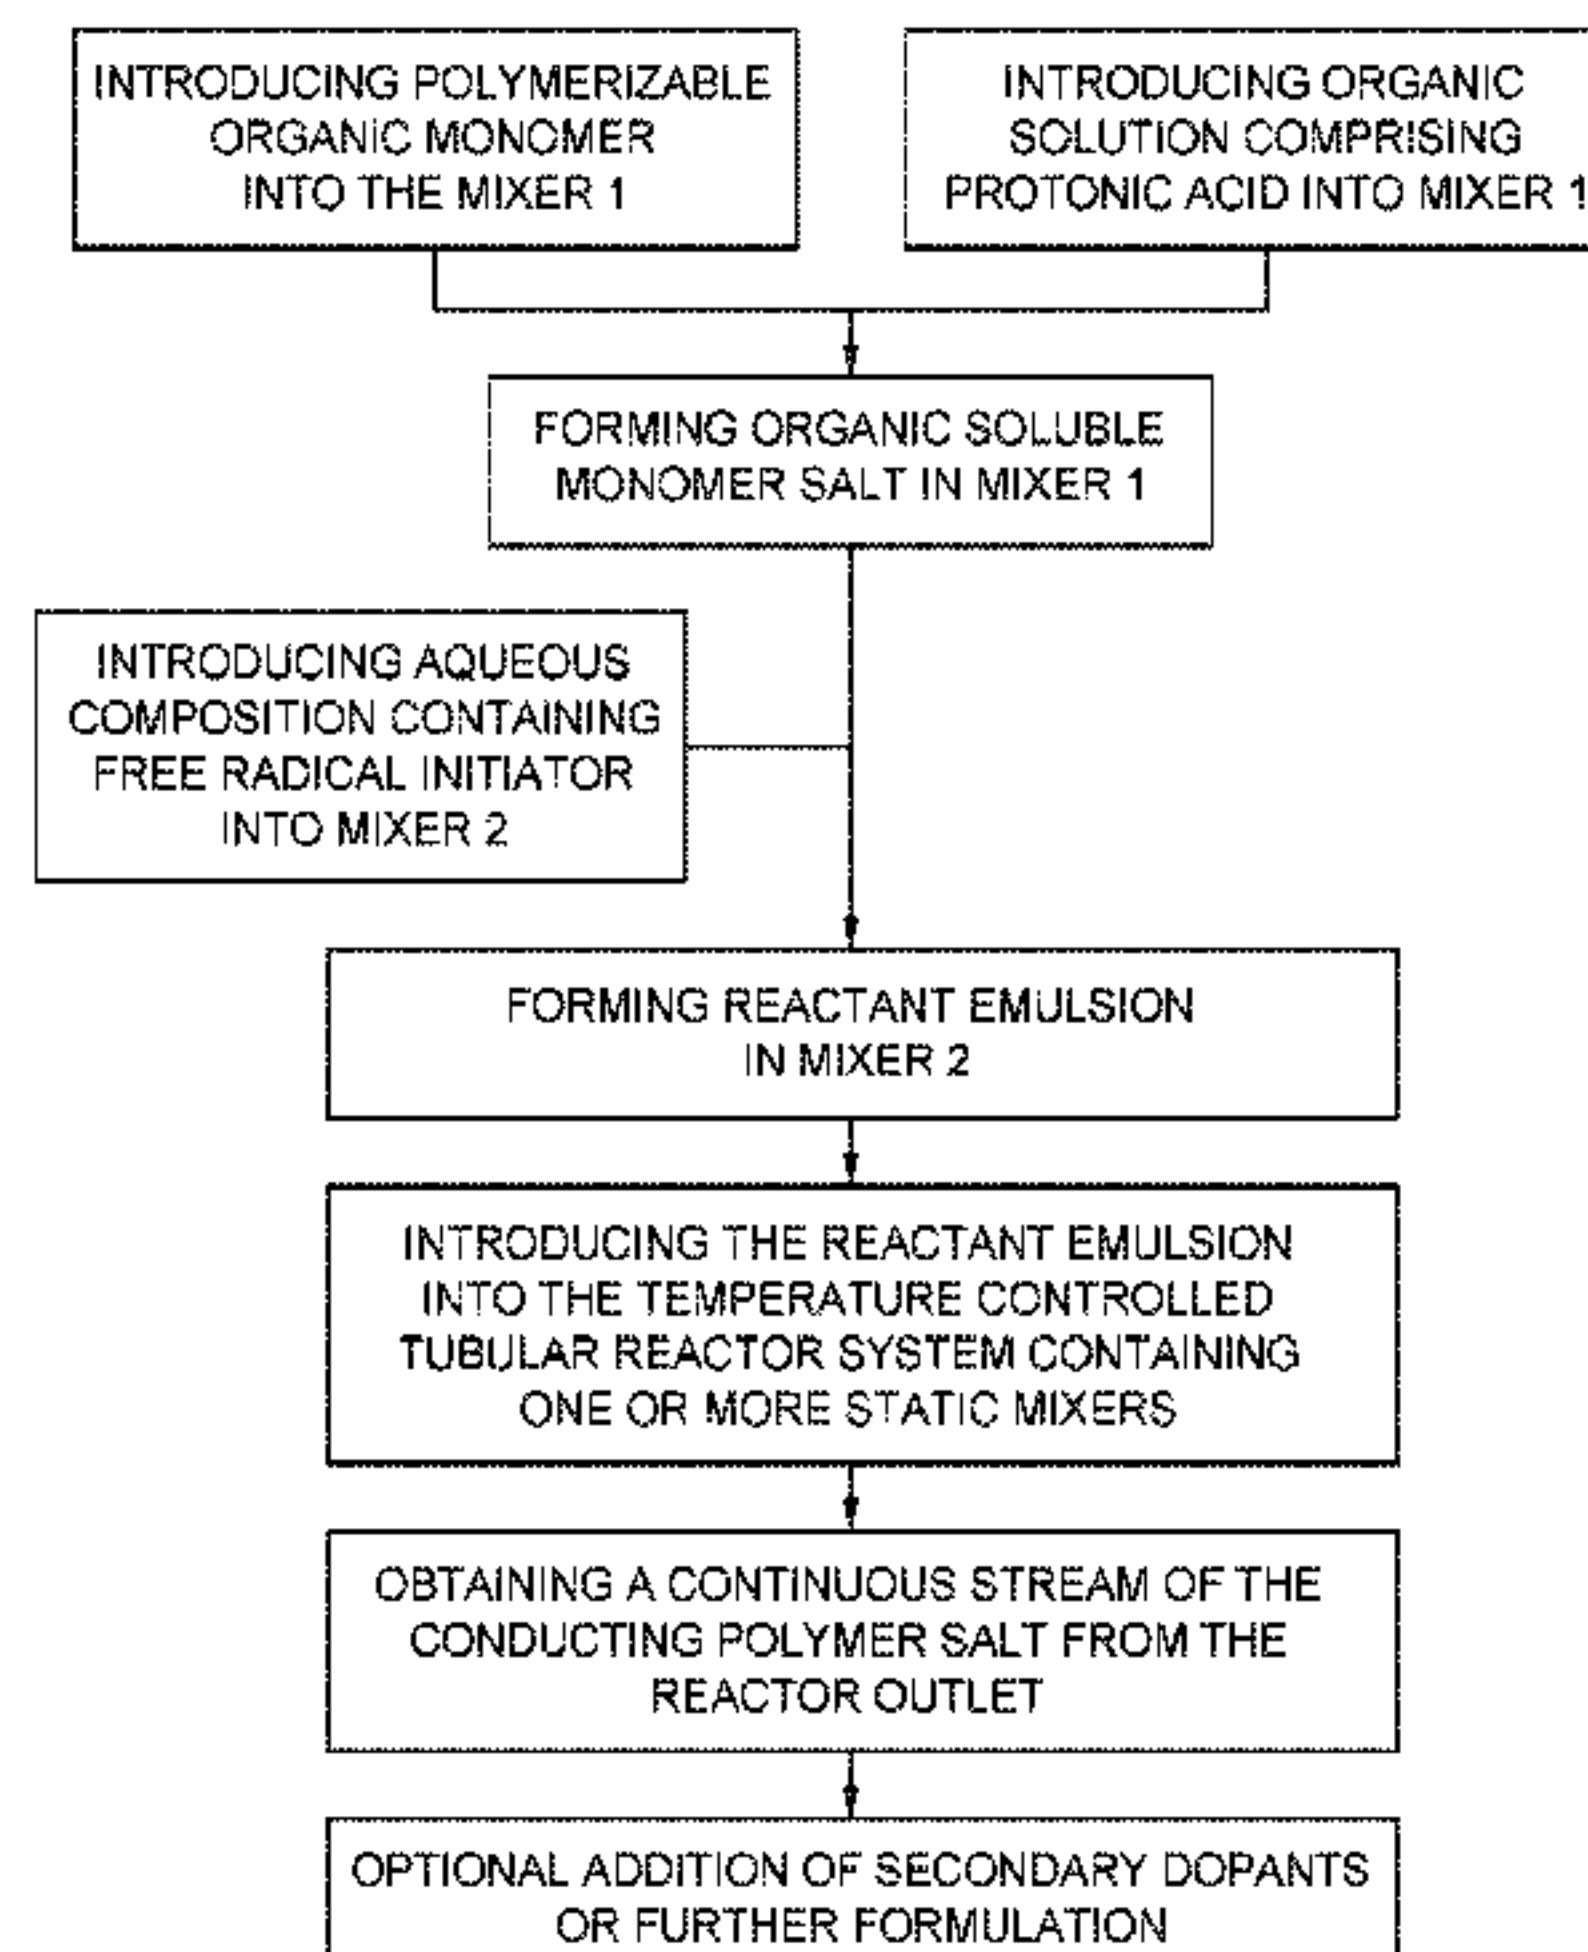 INTRODUCING POLYMERIZABLE
ORGANIC MONOMER
INTO THE MIXER 1
INTRODUCING ORGANIC
SOLUTION COMPRISING
PROTONIC ACID INTO MIXER 1
FORMING ORGANIC SOLUBLE
MONOMER SALT IN MIXER 1
INTRODUCING AQUEOUS
COMPOSITION CONTAINING
FREE RADICAL INITIATOR
INTO MIXER 2
FORMING REACTANT EMULSION
IN MIXER 2
INTRODUCING THE REACTANT EMULSION
INTO THE TEMPERATURE CONTROLLED
TUBULAR REACTOR SYSTEM CONTAINING
ONE OR MORE STATIC MIXERS
OBTAINING A CONTINUOUS STREAM OF THE
CONDUCTING POLYMER SALT FROM THE
REACTOR OUTLET
OPTIONAL ADDITION OF SECONDARY DOPANTS
OR FURTHER FORMULATION